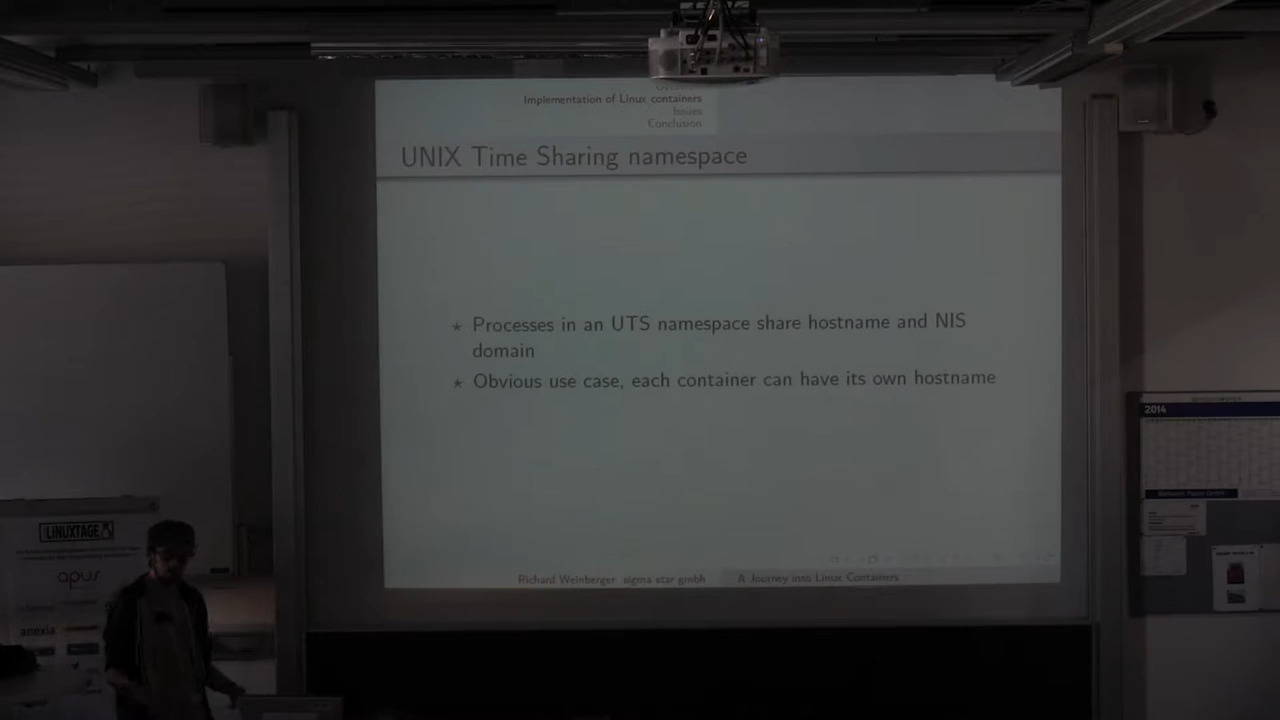 Implementation of Linux containers
Issues
Conclusion
UNIX Time Sharing namespace
★ Processes in an UTS namespace share hostname and NIS
domain
★ Obvious use case, each container can have its own hostname
Richard Weinberger sigma star gmbh
A Journey into Linux Containers
LINUXTAGE
apus
anexia
2014